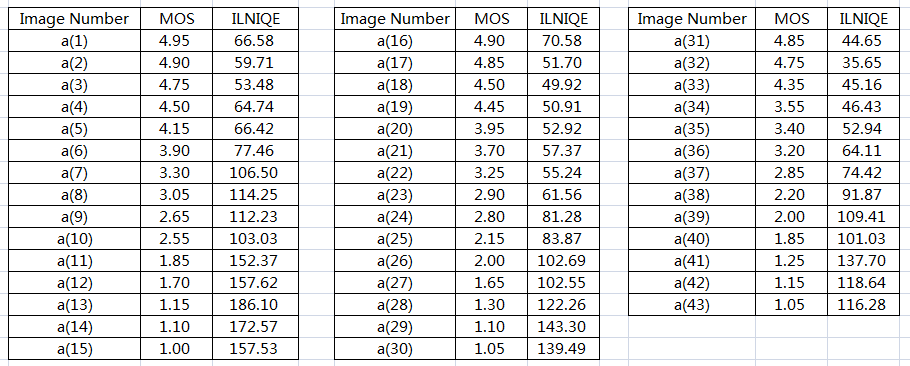 Image Number MOS ILNIQE Image Number MOS ILNIQE Image Number MOS ILNIQE
a(1) 4.95 66.58 a(16) 4.90 70.58 a(31) 4.85 44.65
a(2) 4.90 59.71 a(17) 4.85 51.70 a(32) 4.75 35.65
a(3) 4.75 53.48 a(18) 4.50 49.92 a(33) 4.35 45.16
a(4) 4.50 64.74 a(19) 4.45 50.91 a(34) 3.55 46.43
a(5) 4.15 66.42 a(20) 3.95 52.92 a(35) 3.40 52.94
a(6) 3.90 77.46 a(21) 3.70 57.37 a(36) 3.20 64.11
a(7) 3.30 106.50 a(22) 3.25 55.24 a(37) 2.85 74.42
a(8) 3.05 114.25 a(23) 2.90 61.56 a(38) 2.20 91.87
a(9) 2.65 112.23 a(24) 2.80 81.28 a(39) 2.00 109.41
a(10) 2.55 103.03 a(25) 2.15 83.87 a(40) 1.85 101.03
a(11) 1.85 152.37 a(26) 2.00 102.69 a(41) 1.25 137.70
a(12) 1.70 157.62 a(27) 1.65 102.55 a(42) 1.15 118.64
a(13) 1.15 186.10 a(28) 1.30 122.26 a(43) 1.05 116.28
a(14) 1.10 172.57 a(29) 1.10 143.30
a(15) 1.00 157.53 a(30) 1.05 139.49